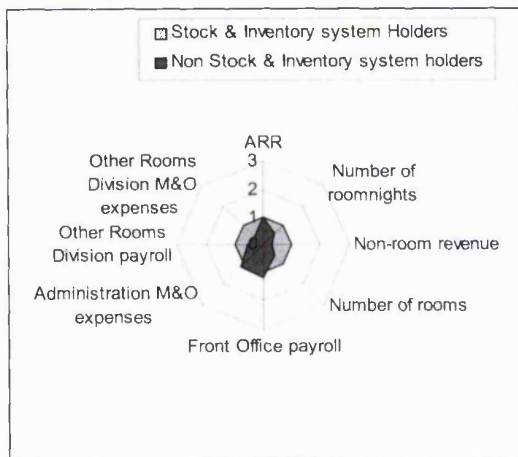 Stock & Inventory system Holders
Non Stock & Inventory system holders
ARR
3
2
1
0
Number of
roomnights
Non-room revenue
Number of rooms
Front Office payroll
Administration M&O
expenses
Other Rooms
Division payroll
Other Rooms
Division M&O
expenses